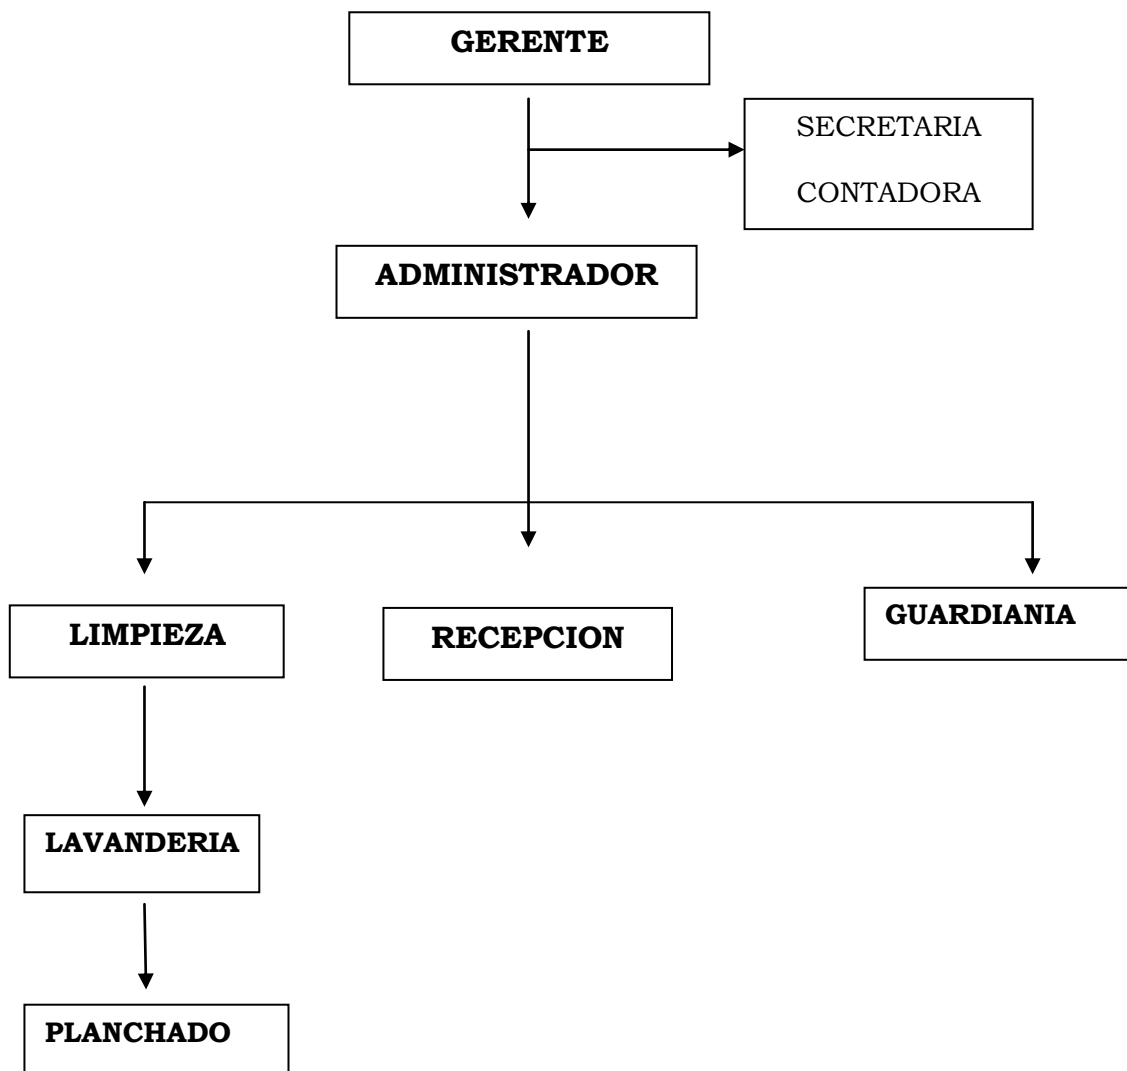 GERENTE
SECRETARIA
CONTADORA
ADMINISTRADOR
LIMPIEZA
RECEPCION
GUARDIANIA
LAVANDERIA
PLANCHADO